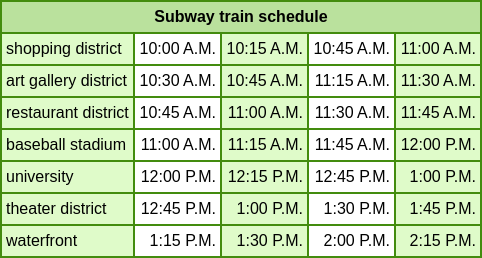 Subway train schedule
shopping district 10:00 A.M. 10:15 A.M. 10:45 A.M. 11:00 A.M.
art gallery district 10:30 A.M. 10:45 A.M. 11:15 A.M. 11:30 A.M.
restaurant district 10:45 A.M. 11:00 A.M. 11:30 A.M. 11:45 A.M.
baseball stadium 11:00 A.M. 11:15 A.M. 11:45 A.M. 12:00 P.M.
university 12:00 P.M. 12:15 P.M. 12:45 P.M. 1:00 P.M.
theater district 12:45 P.M. 1:00 P.M. 1:30 P.M. 1:45 P.M.
waterfront 1:15 P.M. 1:30 P.M. 2:00 P.M. 2:15 P.M.